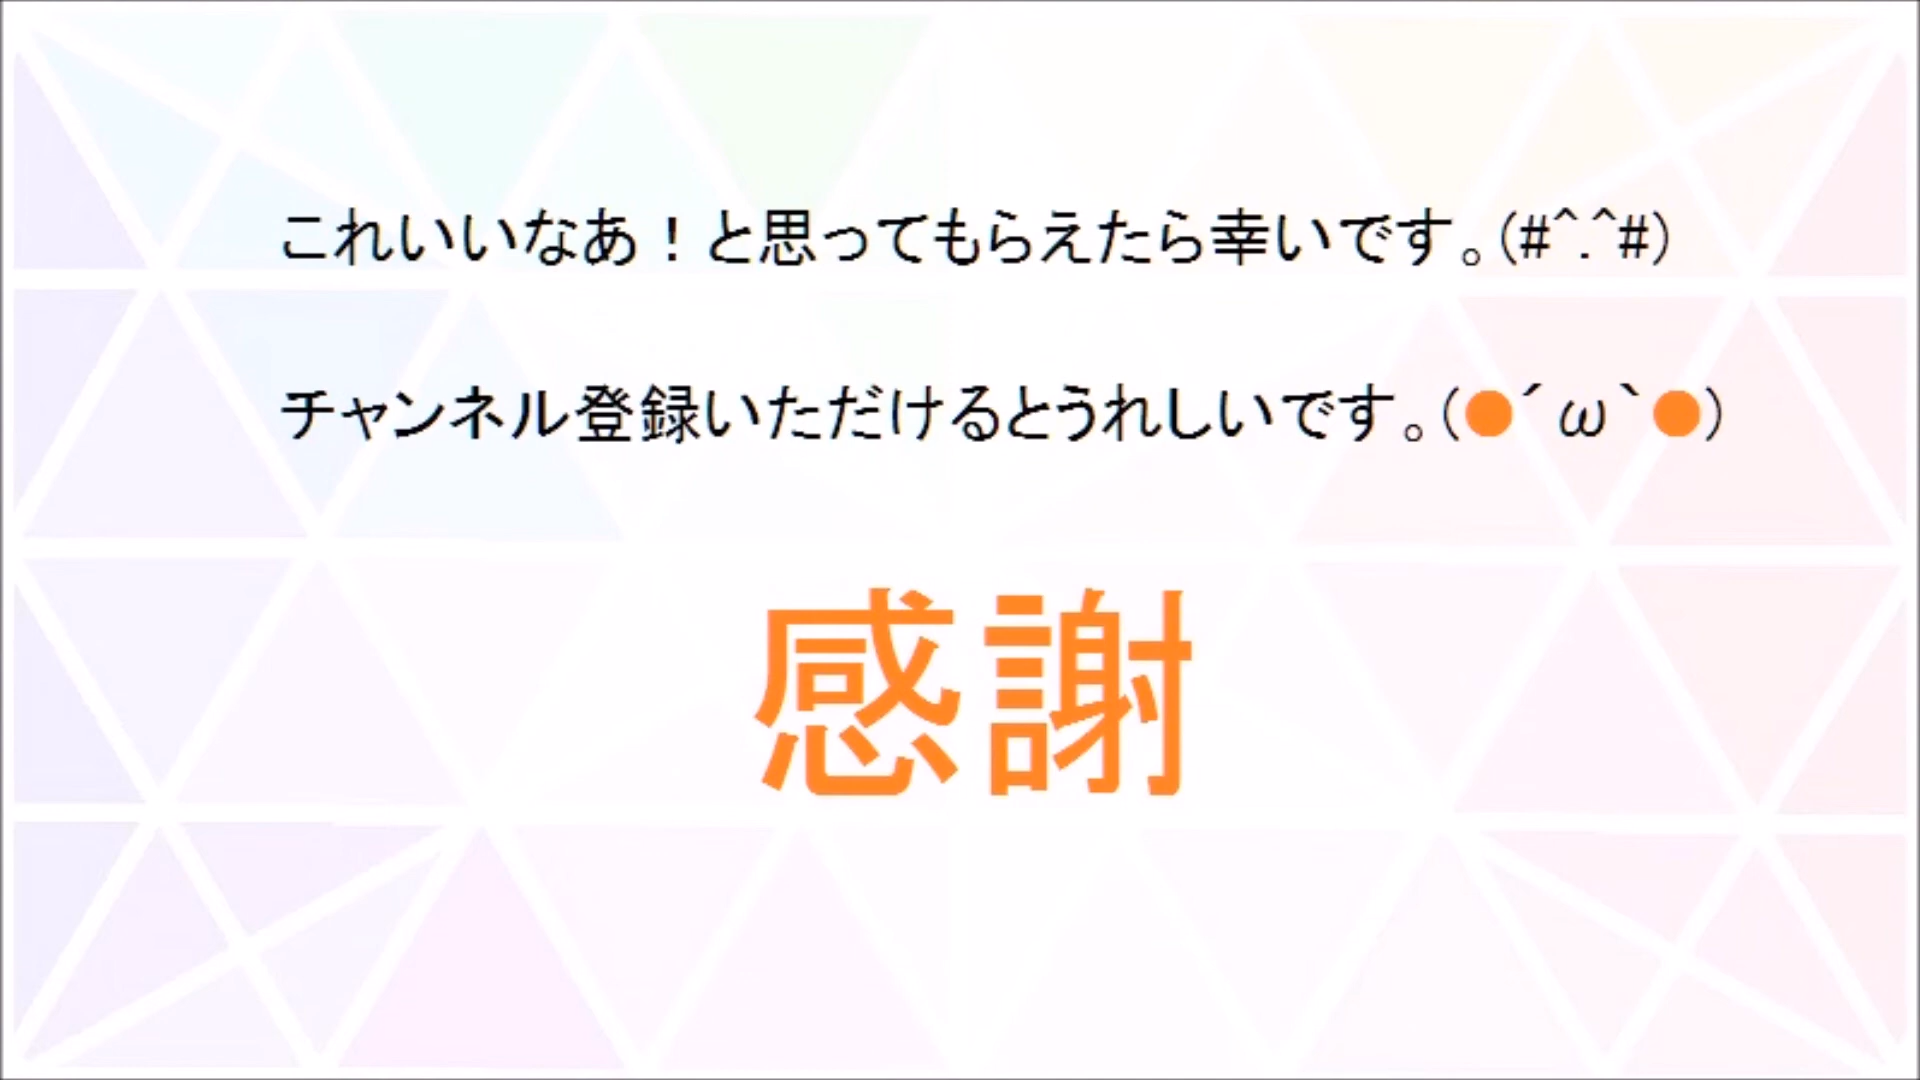 これいいなあ！と思ってもらえたら幸いです。(#^.^#)
チャンネル登録いただけるとうれしいです。(●´ω`●)
感謝